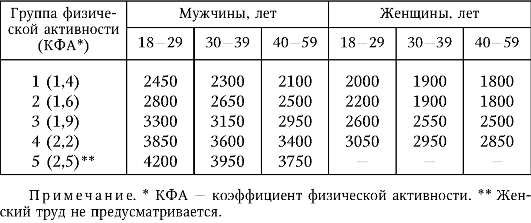 Группа физиче- Мужчины, лет Женщины, лет
ской активности
(КФА*) 18—29 30—39 40—59 18—29 30—39 40—59
1 (1,4) 2450 2300 2100 2000 1900 1800
2 (1,6) 2800 2650 2500 2200 1900 1800
3 (1,9) 3300 3150 2950 2600 2550 2500
4 (2,2) 3850 3600 3400 3050 2950 2850
5 (2,5)** 4200 3950 3750 — — —
Примечание. * КФА — коэффициент физической активности. ** Жен-
ский труд не предусматривается.